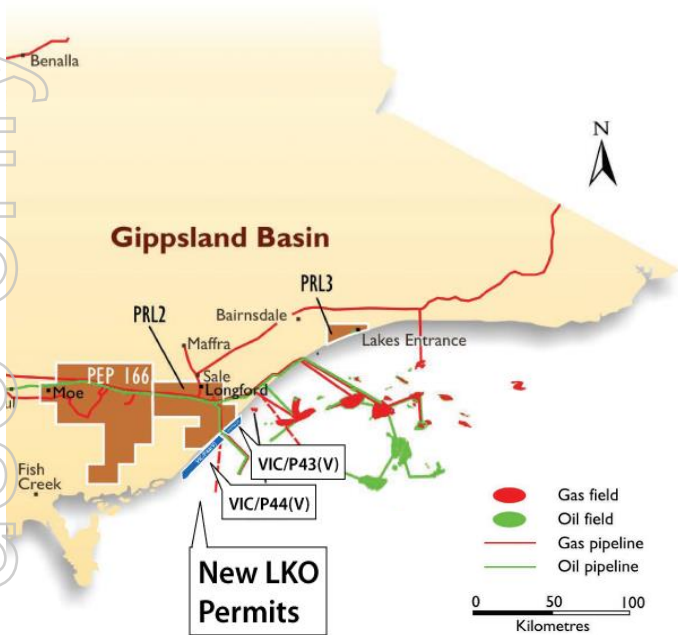 Benalla
N
Gippsland Basin
PRL3
PRL2
Bairnsdale
Maffra
Lakes Entrance
PEP 166
Sale
Longford
Moe
VIC/P43(V)
Fish
Creek
VIC/P44(V)
Gas field
Oil field
Gas pipeline
Oil pipeline
New LKO
Permits
0 50 100
Kilometres